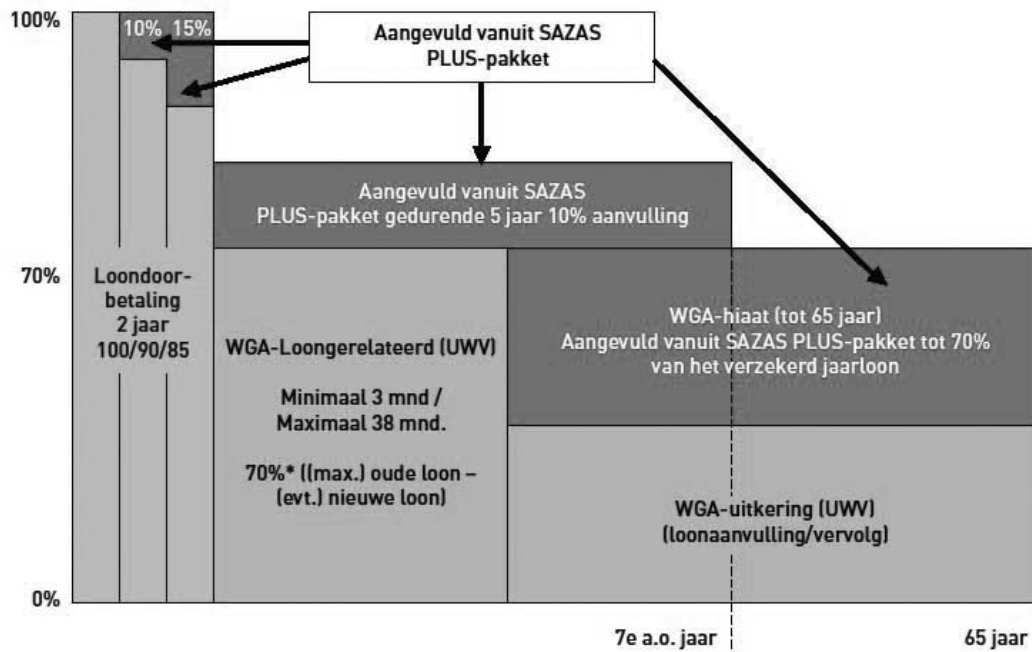 100%
10% 15%
Aangevuld vanuit SAZAS
PLUS-pakket
Aangevuld vanuit SAZAS
PLUS-pakket gedurende 5 jaar 10% aanvulling
70%
Loondoor-
betaling
2 jaar
100/90/85
WGA-Loongerelateerd (UWV)
Minimaal 3 mnd /
Maximaal 38 mnd.
70%* ((max.) oude loon –
(evt.) nieuwe loon)
WGA-hiaat (tot 65 jaar)
Aangevuld vanuit SAZAS PLUS-pakket tot 70%
van het verzekerd jaarloon
WGA-uitkering (UWV)
(loonaanvulling/vervolg)
0%
7e a.o. jaar
65 jaar